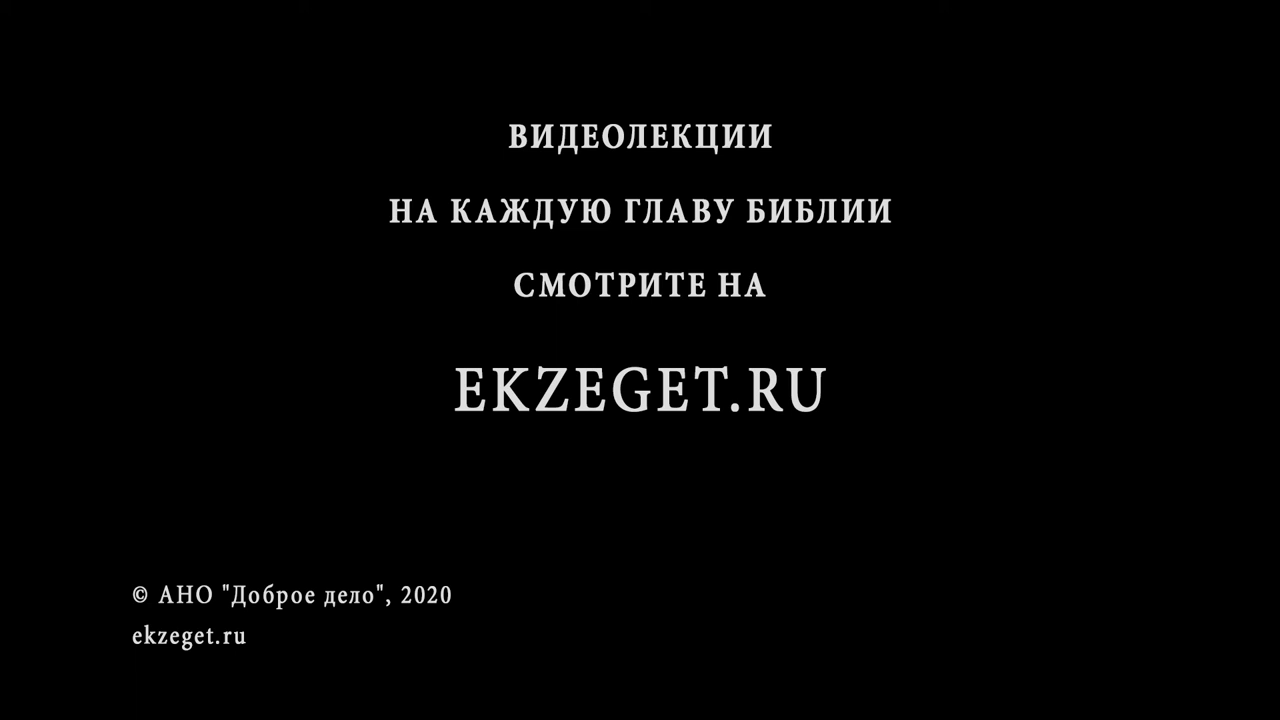 ВИДЕОЛЕКЦИИ
НА КАЖДУЮ ГЛАВУ БИБЛИИ
СМОТРИТЕ НА
EKZEGET.RU
© АНО "Доброе дело", 2020
ekzeget.ru